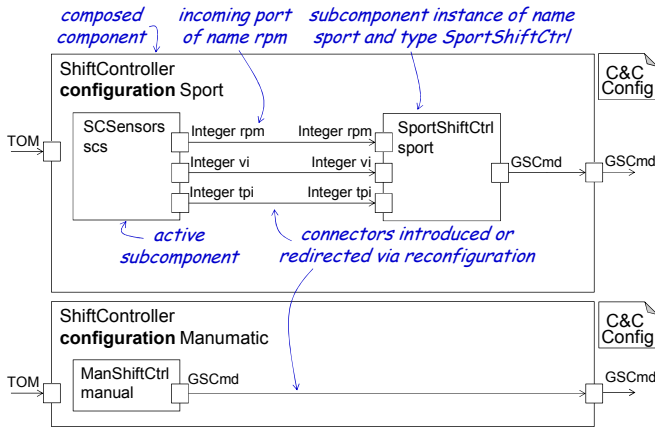 composed
component
incoming port
of name rpm
subcomponent instance of name
sport and type SportShiftCtrl
ShiftController
configuration Sport
C&C
Config
TOM
SCSensors
scs
Integer rpm
Integer rpm
Integer vi
Integer vi
Integer tpi
Integer tpi
SportShiftCtrl
sport
GSCmd
GSCmd
active
subcomponent
connectors introduced or
redirected via reconfiguration
ShiftController
configuration Manumatic
C&C
Config
TOM
ManShiftCtrl
manual
GSCmd
GSCmd